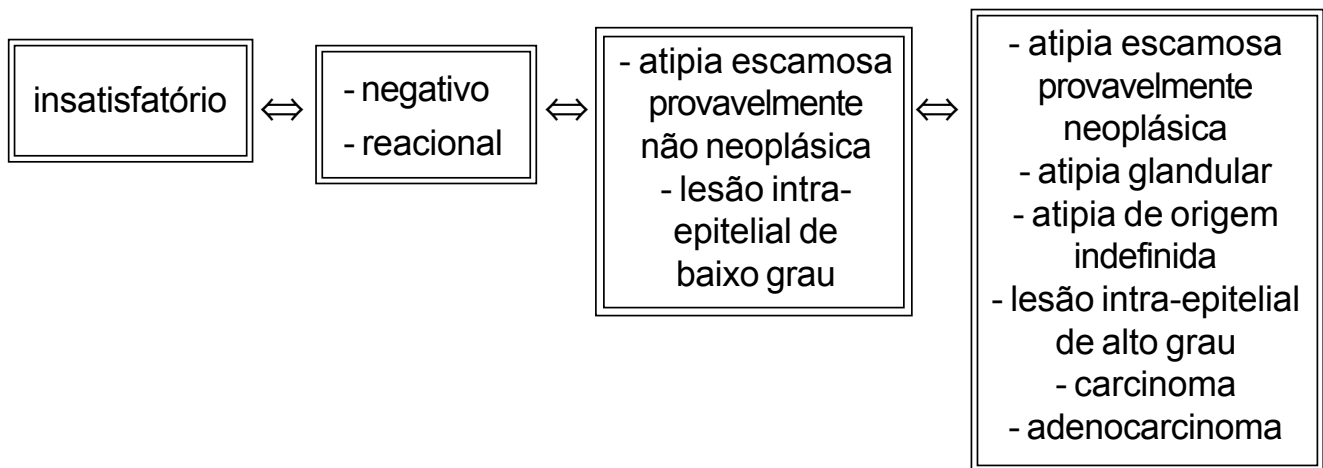 insatisfatório
⇔
- negativo
- reacional
⇔
- atipia escamosa
provavelmente
não neoplásica
- lesão intra-
epitelial de
baixo grau
⇔
- atipia escamosa
provavelmente
neoplásica
- atipia glandular
- atipia de origem
indefinida
- lesão intra-epitelial
de alto grau
- carcinoma
- adenocarcinoma